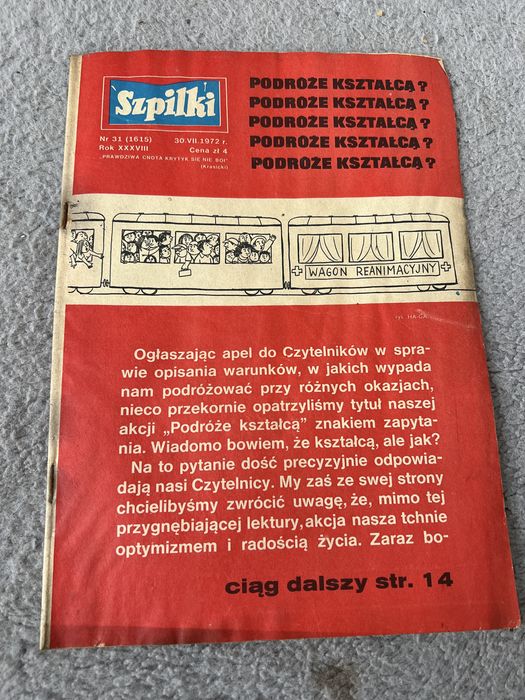 Szpilki
Nr 31 (1615) 30.VII.1972 r.
Rok XXXVIII Cena zł 4
"PRAWDZIWA CNOTA KRYTYK SIĘ NIE BOI"
(Krasicki)
PODRÓŻE KSZTAŁCĄ?
PODRÓŻE KSZTAŁCĄ?
PODRÓŻE KSZTAŁCĄ?
PODRÓŻE KSZTAŁCĄ?
PODRÓŻE KSZTAŁCĄ?
WAGON REANIMACYJNY
rys. HA-GA
Ogłaszając apel do Czytelników w spra-
wie opisania warunków, w jakich wypada
nam podróżować przy różnych okazjach,
nieco przekornie opatrzyliśmy tytuł naszej
akcji „Podróże kształcą” znakiem zapyta-
nia. Wiadomo bowiem, że kształcą, ale jak?
Na to pytanie dość precyzyjnie odpowia-
dają nasi Czytelnicy. My zaś ze swej strony
chcielibyśmy zwrócić uwagę, że, mimo tej
przygnębiającej lektury, akcja nasza tchnie
optymizmem i radością życia. Zaraz bo-
ciąg dalszy str. 14